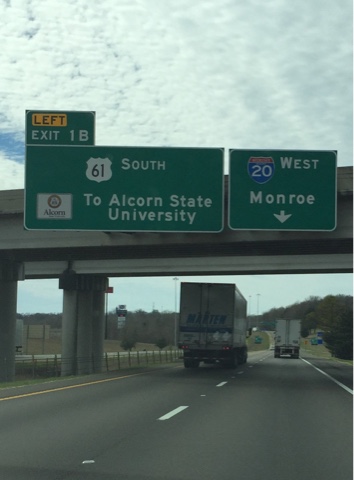 LEFT
EXIT 1B
61 SOUTH
To Alcorn State
University
Alcorn
20 WEST
Monroe